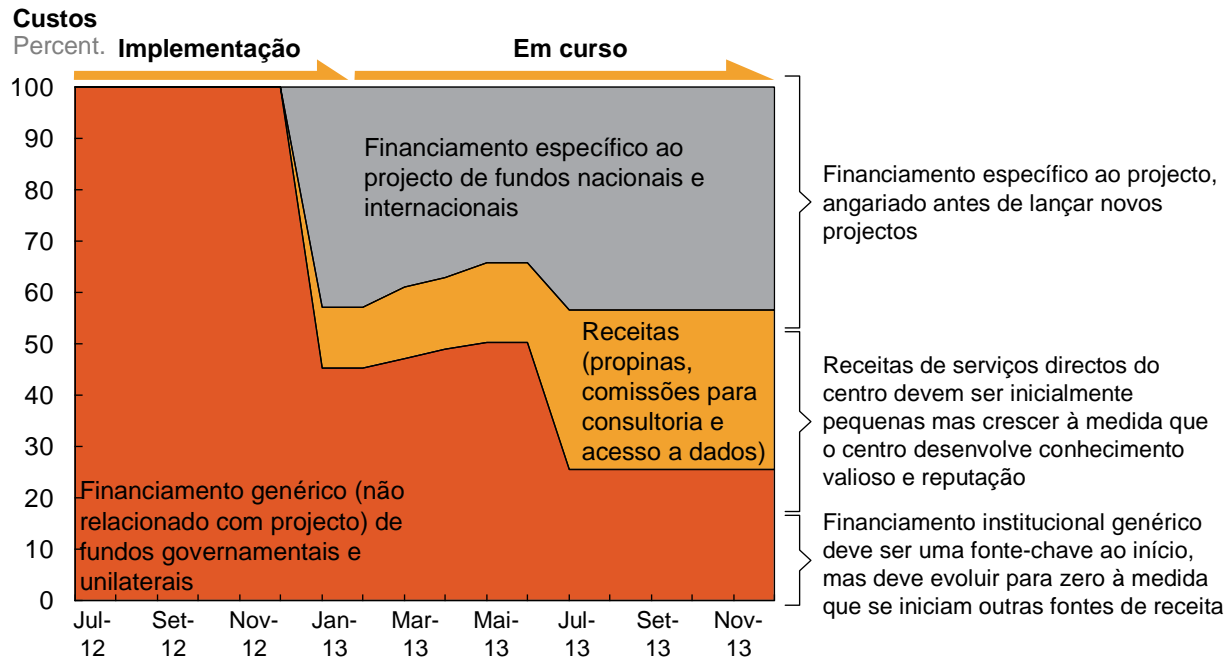 Custos
Percent.
Implementação
Em curso
100
90
80
70
60
50
40
30
20
10
0
Financiamento específico ao
projecto de fundos nacionais e
internacionais
Receitas
(propinas,
comissões para
consultoria e
acesso a dados)
Financiamento genérico (não
relacionado com projecto) de
fundos governamentais e
unilaterais
Jul-
12
Set-
12
Nov-
12
Jan-
13
Mar-
13
Mai-
13
Jul-
13
Set-
13
Nov-
13
Financiamento específico ao projecto,
angariado antes de lançar novos
projectos
Receitas de serviços directos do
centro devem ser inicialmente
pequenas mas crescer à medida que
o centro desenvolve conhecimento
valioso e reputação
Financiamento institucional genérico
deve ser uma fonte-chave ao início,
mas deve evoluir para zero à medida
que se iniciam outras fontes de receita